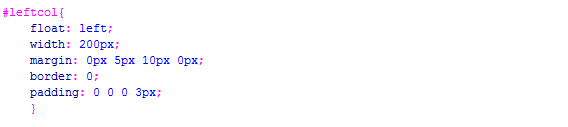 #leftcol{
float: left;
width: 200px;
margin: 0px 5px 10px 0px;
border: 0;
padding: 0 0 0 3px;
}